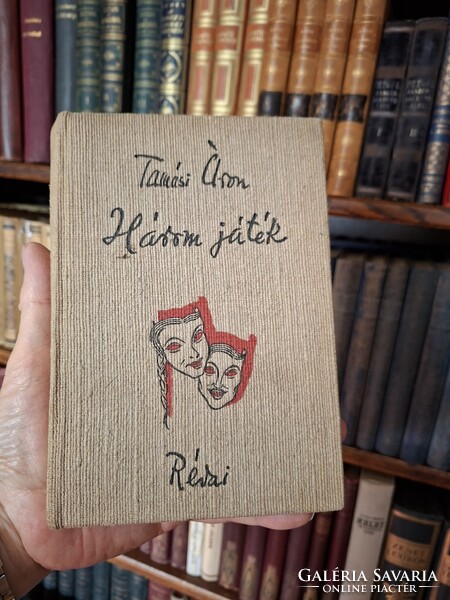 Tamási Áron
Három játék
Révai
GALÉRIA SAVARIA
ONLINE PIACTÉR